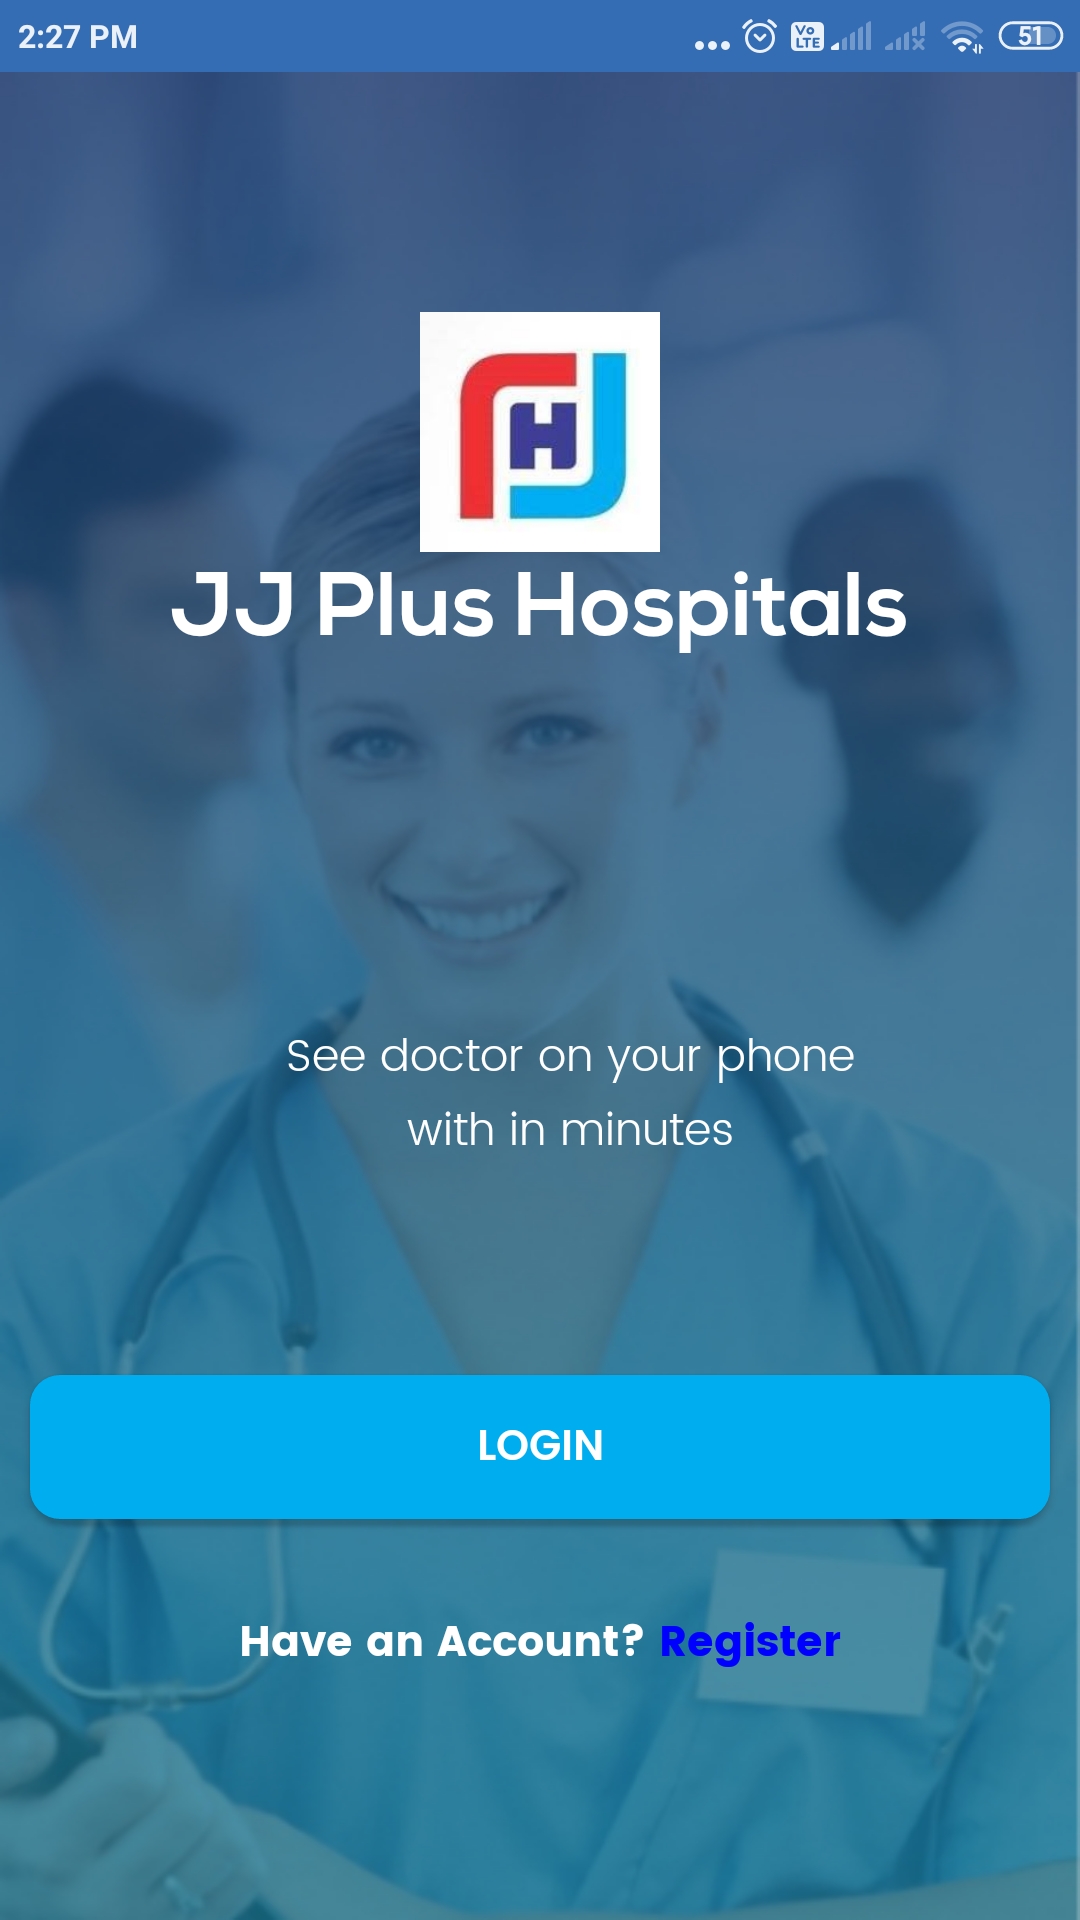 2:27 PM
Vo LTE
51
H
JJ Plus Hospitals
See doctor on your phone
with in minutes
LOGIN
Have an Account? Register